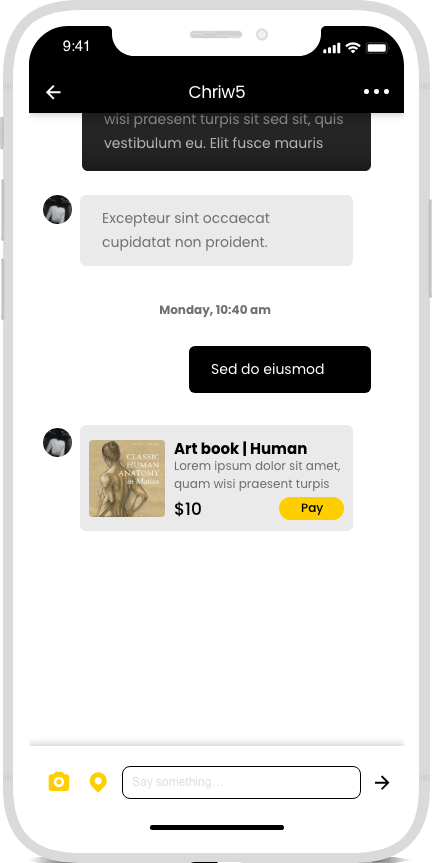 9:41
Chriw5
wisi praesent turpis sit sed sit, quis
vestibulum eu. Elit fusce mauris
Excepteur sint occaecat
cupidatat non proident.
Monday, 10:40 am
Sed do eiusmod
CLASSIC
HUMAN
ANATOMY
in Motion
Art book | Human
Lorem ipsum dolor sit amet,
quam wisi praesent turpis
$10
Pay
Say something...